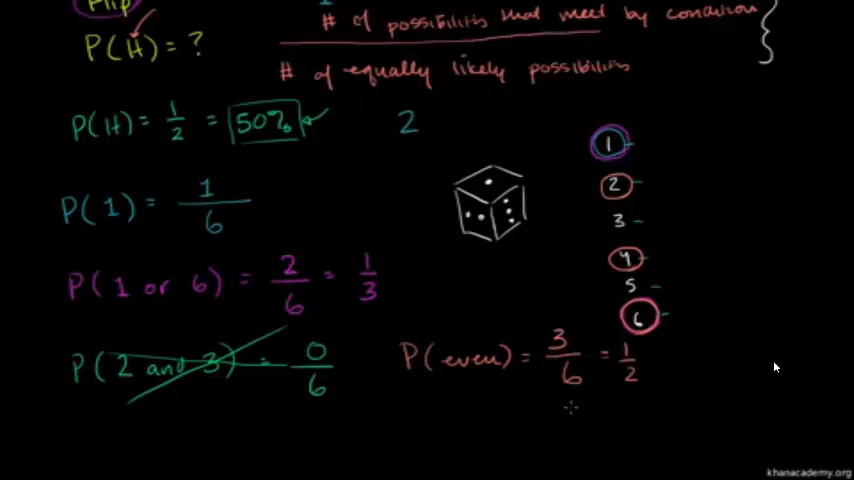 Flip
# of possibilities that meet by condition
P(H) = ?
# of equally likely possibilities
P(H) = 1/2 = 50%
2
1
P(1) = 1/6
2
3
4
P(1 or 6) = 2/6 = 1/3
5
6
P(2 and 3) = 0/6
P(even) = 3/6 = 1/2
khanacademy.org